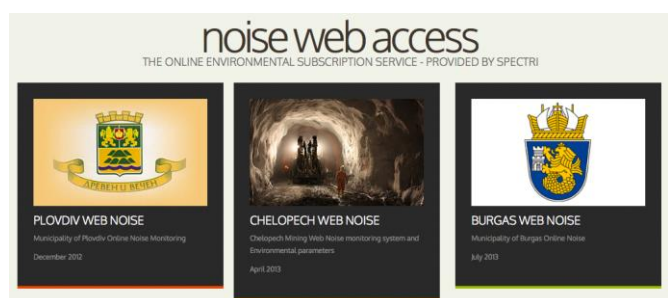 noise web access
THE ONLINE ENVIRONMENTAL SUBSCRIPTION SERVICE - PROVIDED BY SPECTRI
ДРЕВЕН И ВЕЧЕН
PLOVDIV WEB NOISE
Municipality of Plovdiv Online Noise Monitoring
December 2012
CHELOPECH WEB NOISE
Chelopech Mining Web Noise monitoring system and
Environmental parameters
April 2013
BURGAS WEB NOISE
Municipality of Burgas Online Noise
July 2013